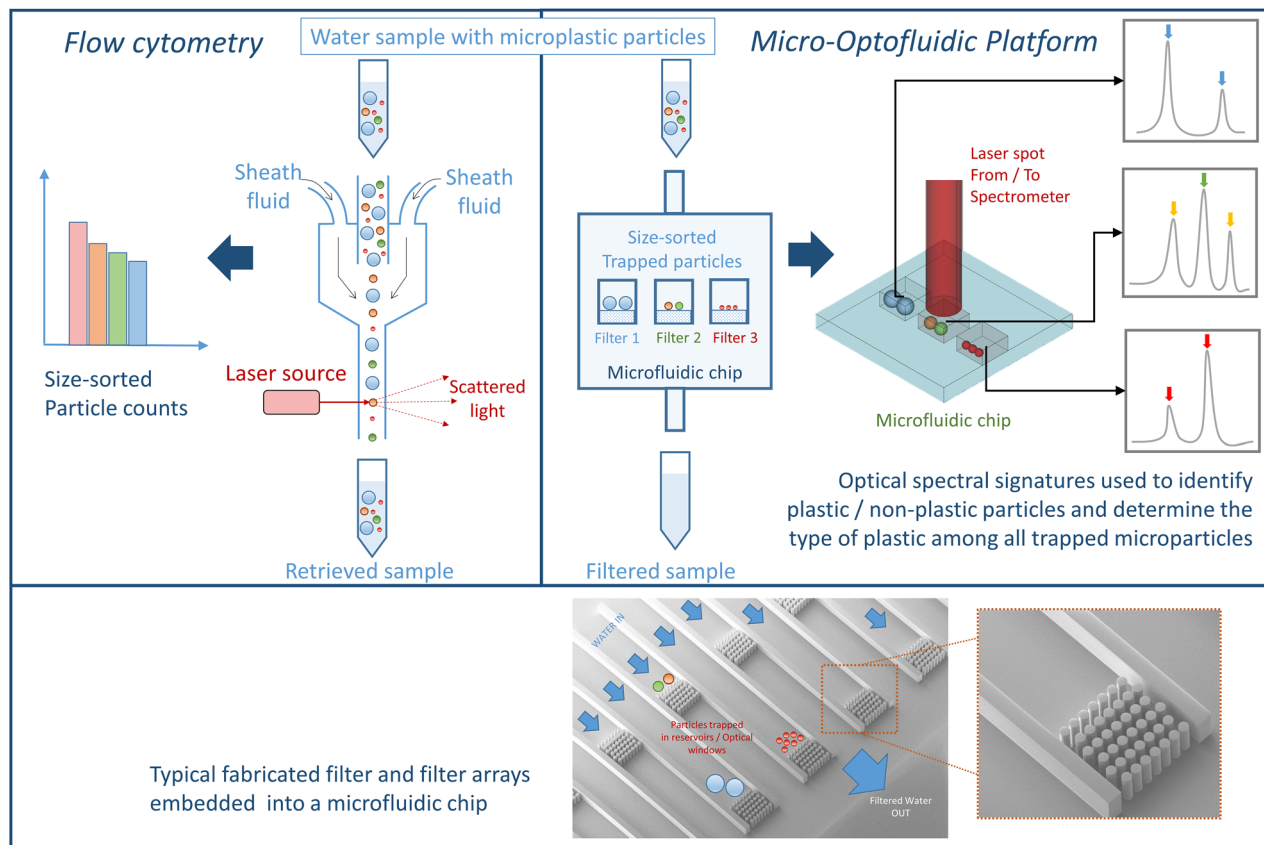 Flow cytometry
Water sample with microplastic particles
Micro-Optofluidic Platform
Sheath
fluid
Sheath
fluid
Size-sorted
Particle counts
Laser source
Scattered
light
Retrieved sample
Size-sorted
Trapped particles
Filter 1
Filter 2
Filter 3
Microfluidic chip
Filtered sample
Laser spot
From / To
Spectrometer
Microfluidic chip
Optical spectral signatures used to identify
plastic / non-plastic particles and determine the
type of plastic among all trapped microparticles
Typical fabricated filter and filter arrays
embedded into a microfluidic chip
WATER IN
Particles trapped
in reservoirs / Optical
windows
Filtered Water
OUT